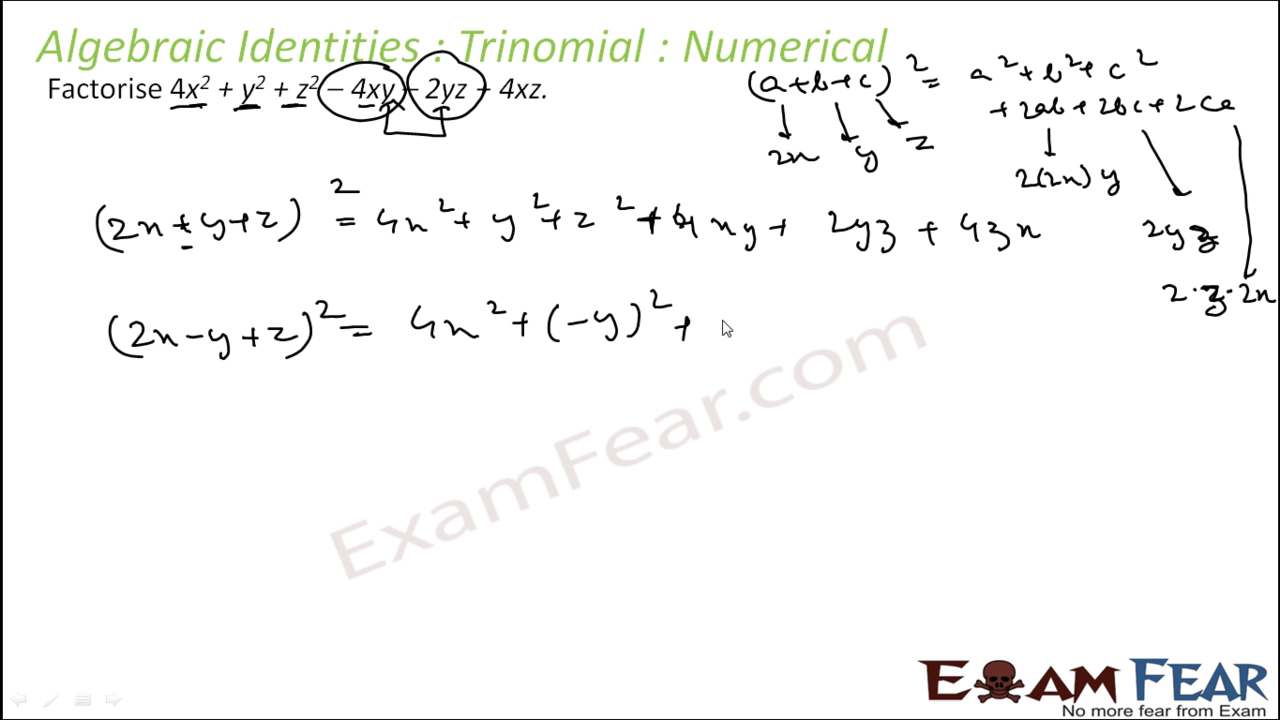 Algebraic Identities : Trinomial : Numerical
Factorise 4x² + y² + z² – 4xy – 2yz + 4xz.
(a+b+c)² = a²+b²+c²
+ 2ab + 2bc + 2ca
2x y z
2(2x) y
2yz
2·z·2x
(2x+y+z)² = 4x²+ y²+z²+4xy+ 2yz + 4zx
(2x-y+z)² = 4x²+(-y)²+
ExamFear.com
EXAM FEAR
No more fear from Exam